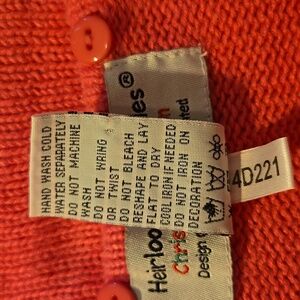 HAND WASH COLD
WATER SEPARATELY
DO NOT MACHINE
WASH
DO NOT WRING
OR TWIST
DO NOT BLEACH
RESHAPE AND LAY
FLAT TO DRY
COOL IRON IF NEEDED
DO NOT IRON ON
DECORATION
4D221
Heirloo
es®
Chris
Design